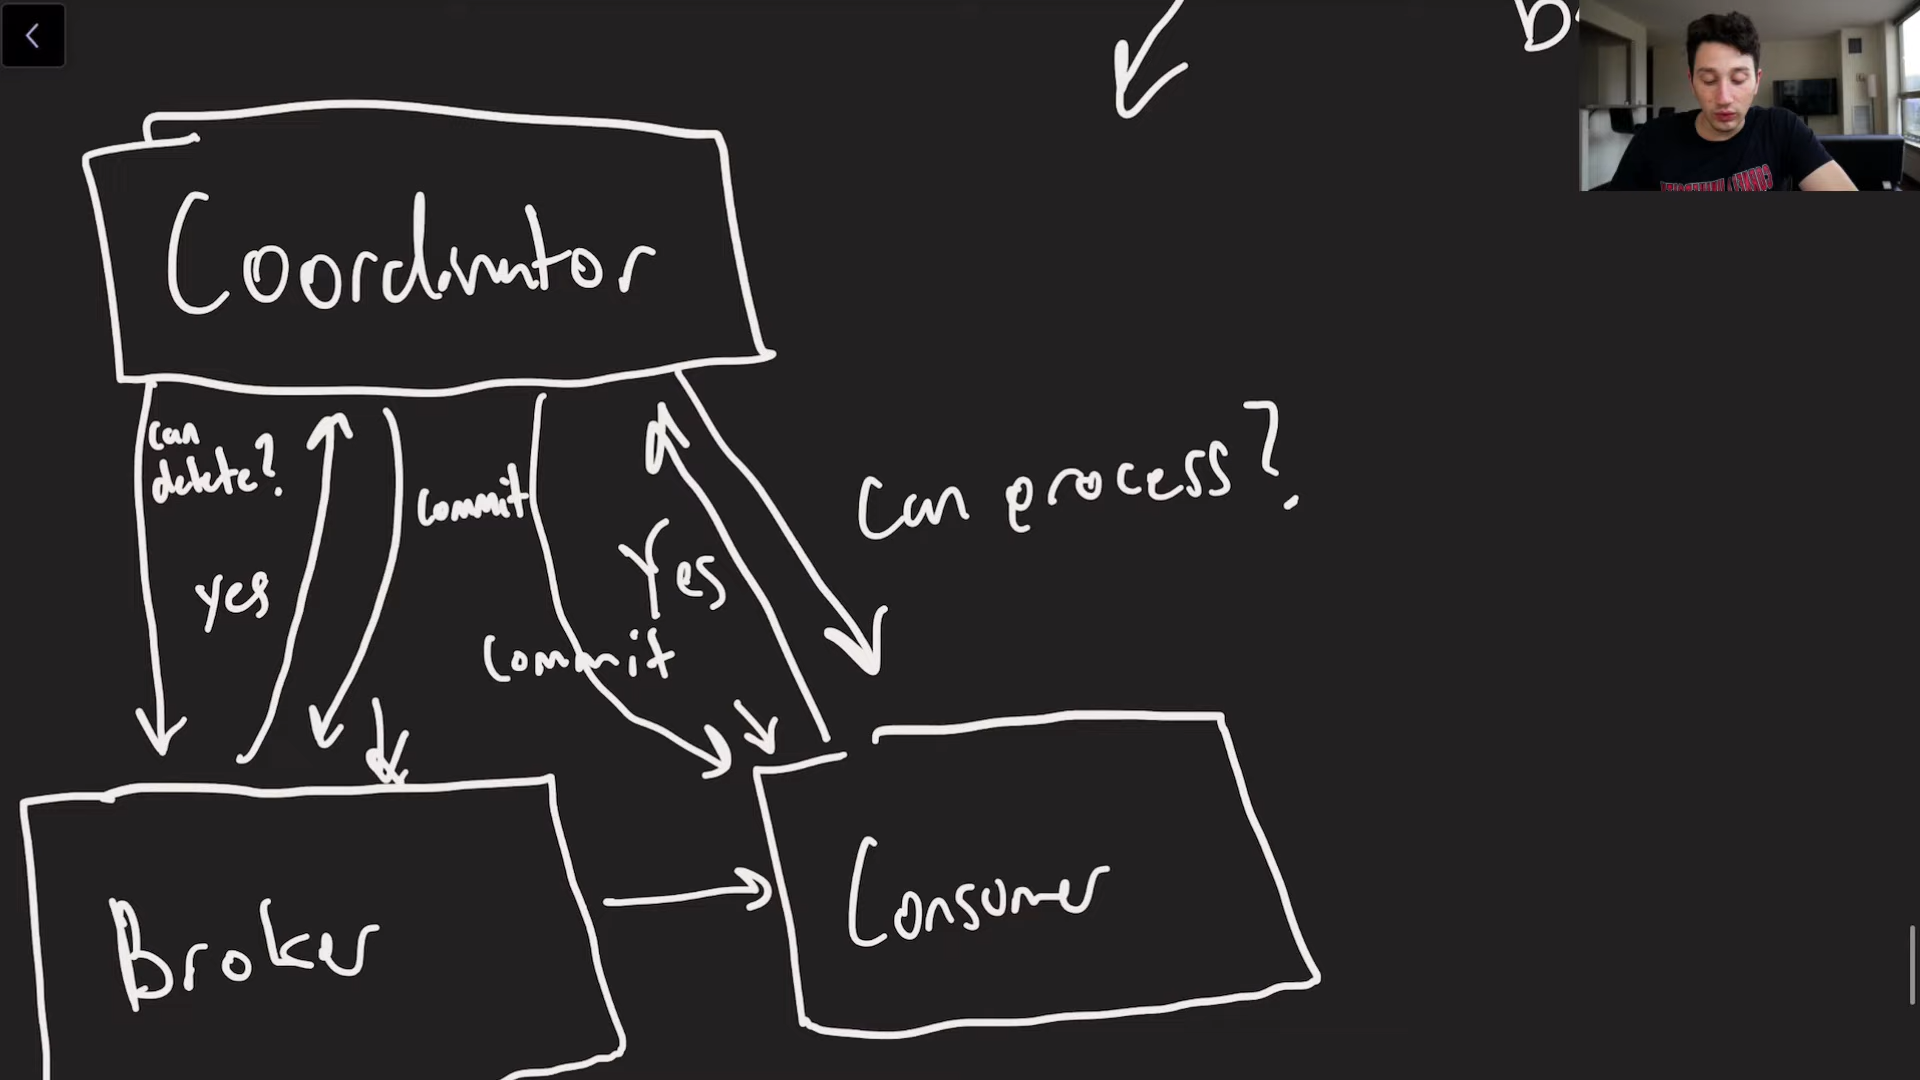 Coordinator
can
delete?
commit
Can process?
yes
Yes
commit
Consumer
Broker